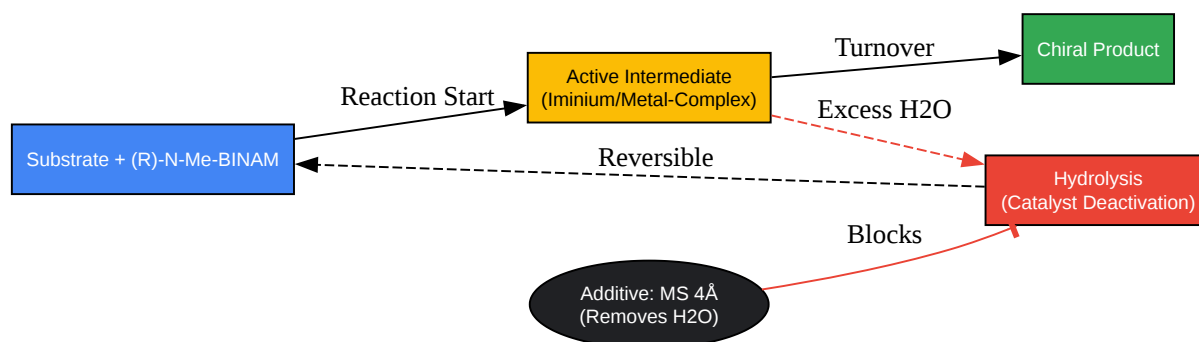 Substrate + (R)-N-Me-BINAM
Reaction Start
Active Intermediate
(Iminium/Metal-Complex)
Turnover
Chiral Product
Excess H2O
Reversible
Hydrolysis
(Catalyst Deactivation)
Blocks
Additive: MS 4Å
(Removes H2O)